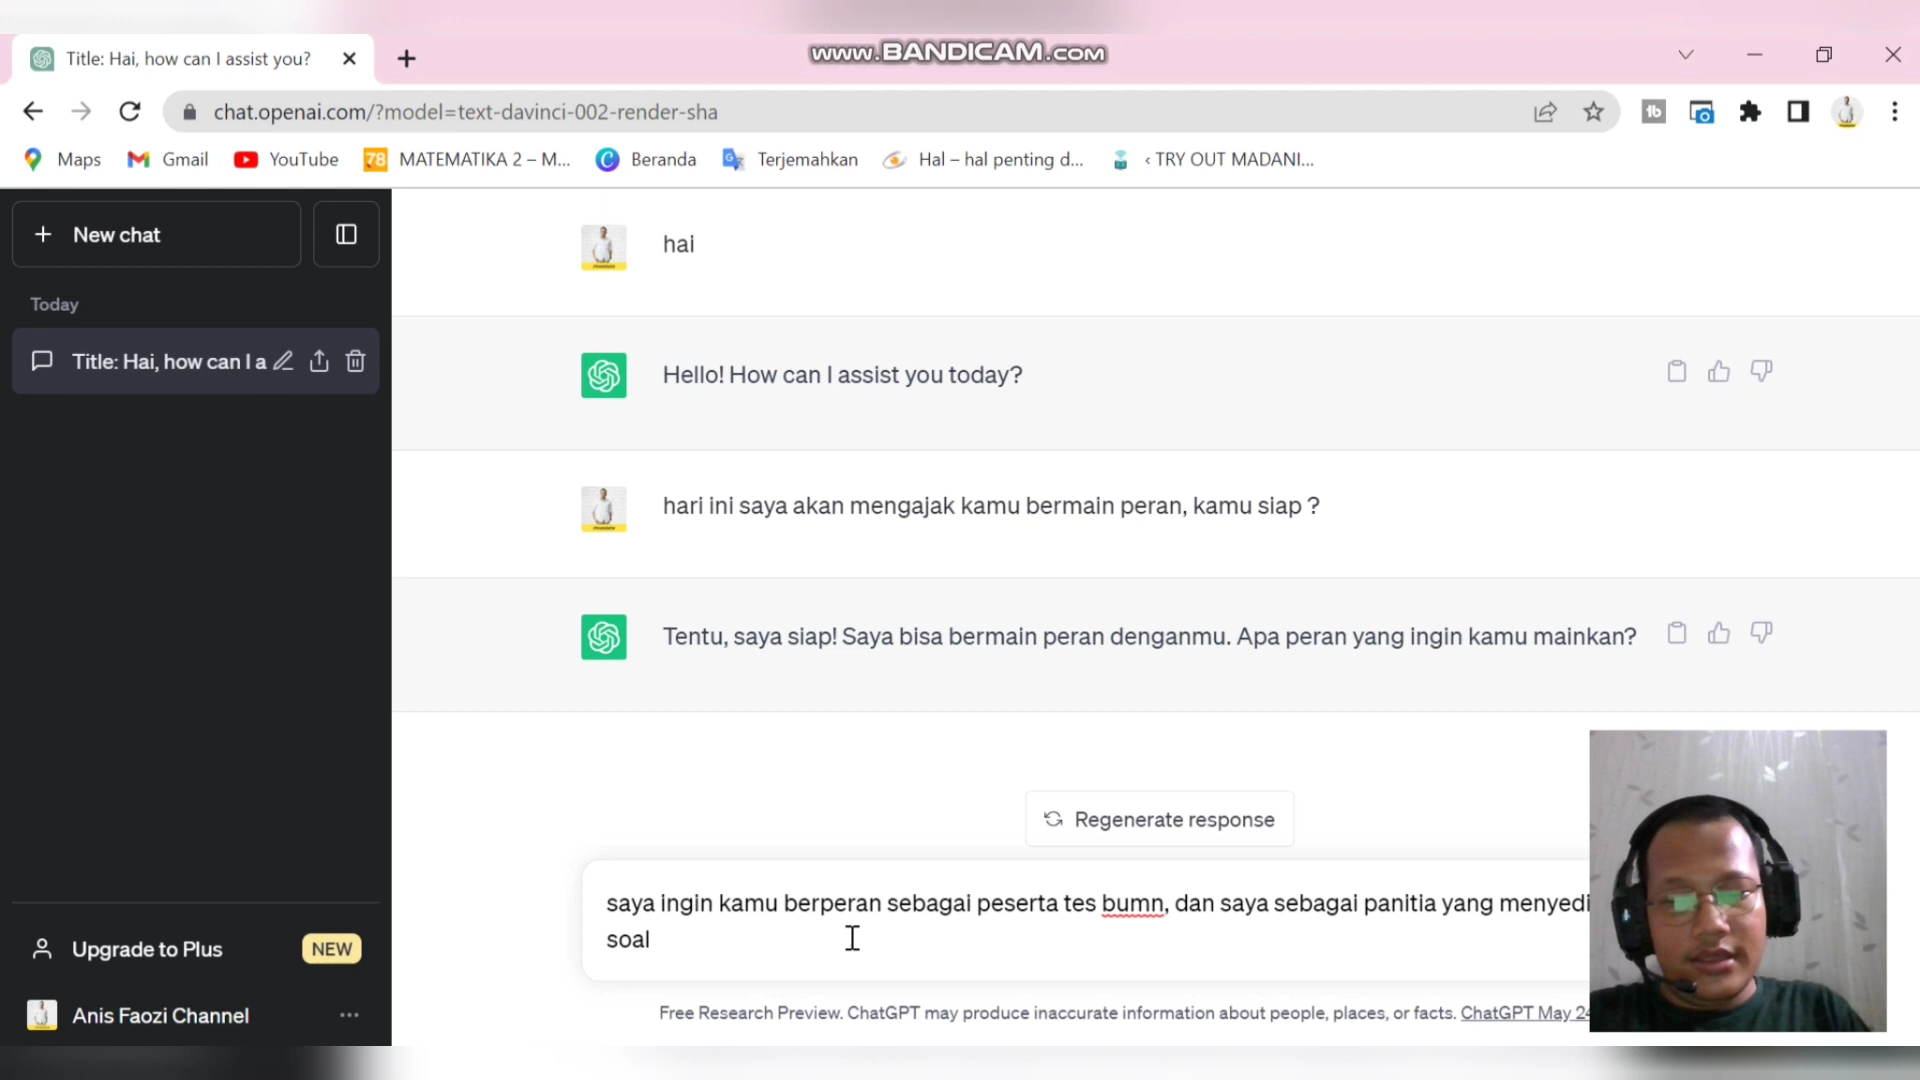 www.BANDICAM.com
Title: Hai, how can I assist you?
chat.openai.com/?model=text-davinci-002-render-sha
Maps
Gmail
YouTube
MATEMATIKA 2 – M...
Beranda
Terjemahkan
Hal – hal penting d...
‹ TRY OUT MADANI...
New chat
Today
Title: Hai, how can I a
hai
Hello! How can I assist you today?
hari ini saya akan mengajak kamu bermain peran, kamu siap ?
Tentu, saya siap! Saya bisa bermain peran denganmu. Apa peran yang ingin kamu mainkan?
Regenerate response
saya ingin kamu berperan sebagai peserta tes bumn, dan saya sebagai panitia yang menyedi
soal
Upgrade to Plus
NEW
Anis Faozi Channel
Free Research Preview. ChatGPT may produce inaccurate information about people, places, or facts. ChatGPT May 24